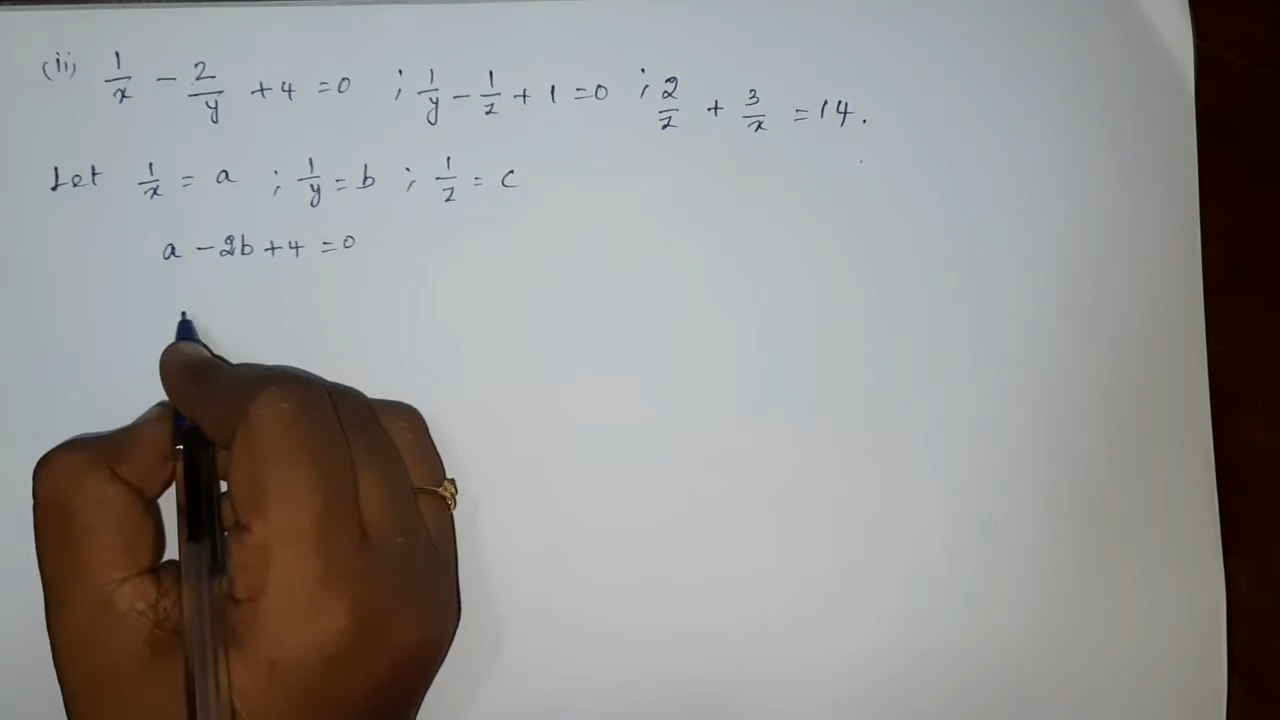 (ii) 1/x - 2/y + 4 = 0 ; 1/y - 1/z + 1 = 0 ; 2/z + 3/x = 14.
Let 1/x = a ; 1/y = b ; 1/z = c
a - 2b + 4 = 0